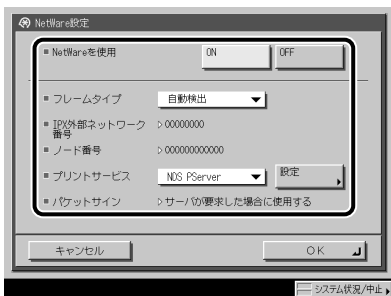 NetWare設定
NetWareを使用
ON
OFF
フレームタイプ
自動検出
IPX外部ネットワーク
番号
00000000
ノード番号
000000000000
プリントサービス
NDS PServer
設定
パケットサイン
サーバが要求した場合に使用する
キャンセル
OK
システム状況/中止